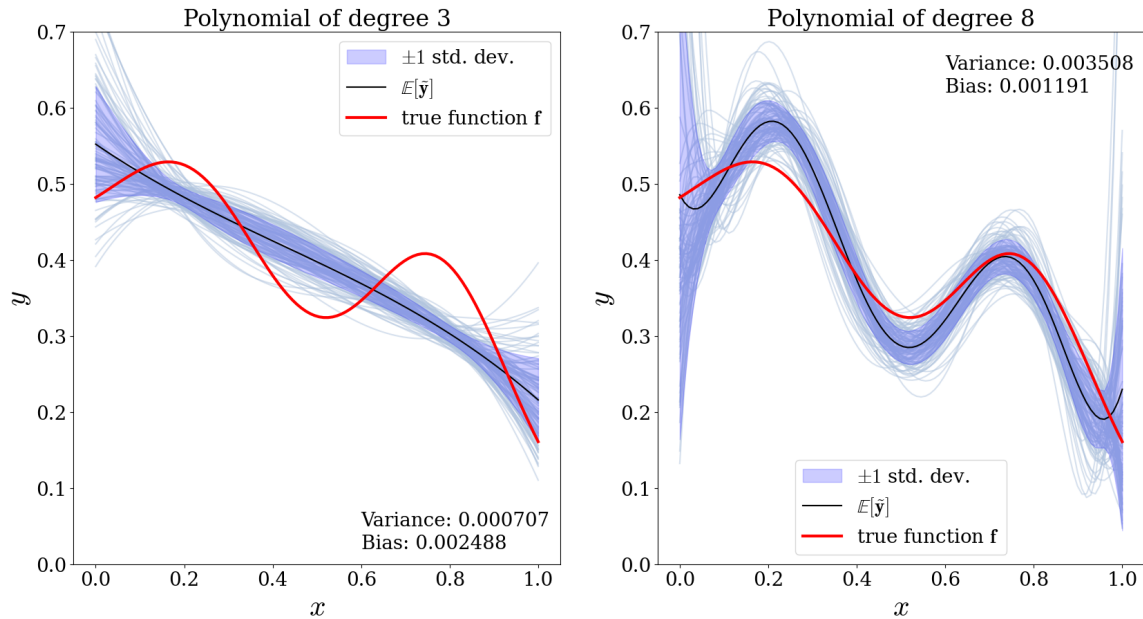 Polynomial of degree 3
0.7
0.6
0.5
0.4
0.3
0.2
0.1
0.0
y
0.0 0.2 0.4 0.6 0.8 1.0
x
±1 std. dev.
𝔼[ỹ]
true function f
Variance: 0.000707
Bias: 0.002488
Polynomial of degree 8
0.7
0.6
0.5
0.4
0.3
0.2
0.1
0.0
y
0.0 0.2 0.4 0.6 0.8 1.0
x
Variance: 0.003508
Bias: 0.001191
±1 std. dev.
𝔼[ỹ]
true function f